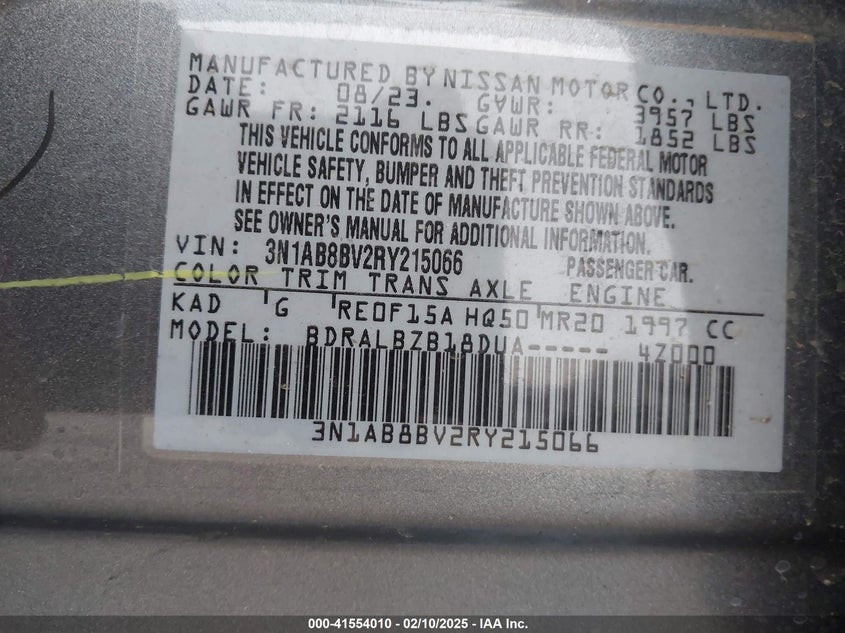 MANUFACTURED BY NISSAN MOTOR CO., LTD.
DATE: 08/23. GVWR: 3957 LBS
GAWR FR: 2116 LBS GAWR RR: 1852 LBS
THIS VEHICLE CONFORMS TO ALL APPLICABLE FEDERAL MOTOR
VEHICLE SAFETY, BUMPER AND THEFT PREVENTION STANDARDS
IN EFFECT ON THE DATE OF MANUFACTURE SHOWN ABOVE.
SEE OWNER'S MANUAL FOR ADDITIONAL INFORMATION.
VIN: 3N1AB8BV2RY215066 PASSENGER CAR.
COLOR TRIM TRANS AXLE ENGINE
KAD G RE0F15A HQ50 MR20 1997 CC
MODEL: BDRALBZB18DUA----- 4Z000
3N1AB8BV2RY215066
000-41554010 - 02/10/2025 - IAA Inc.